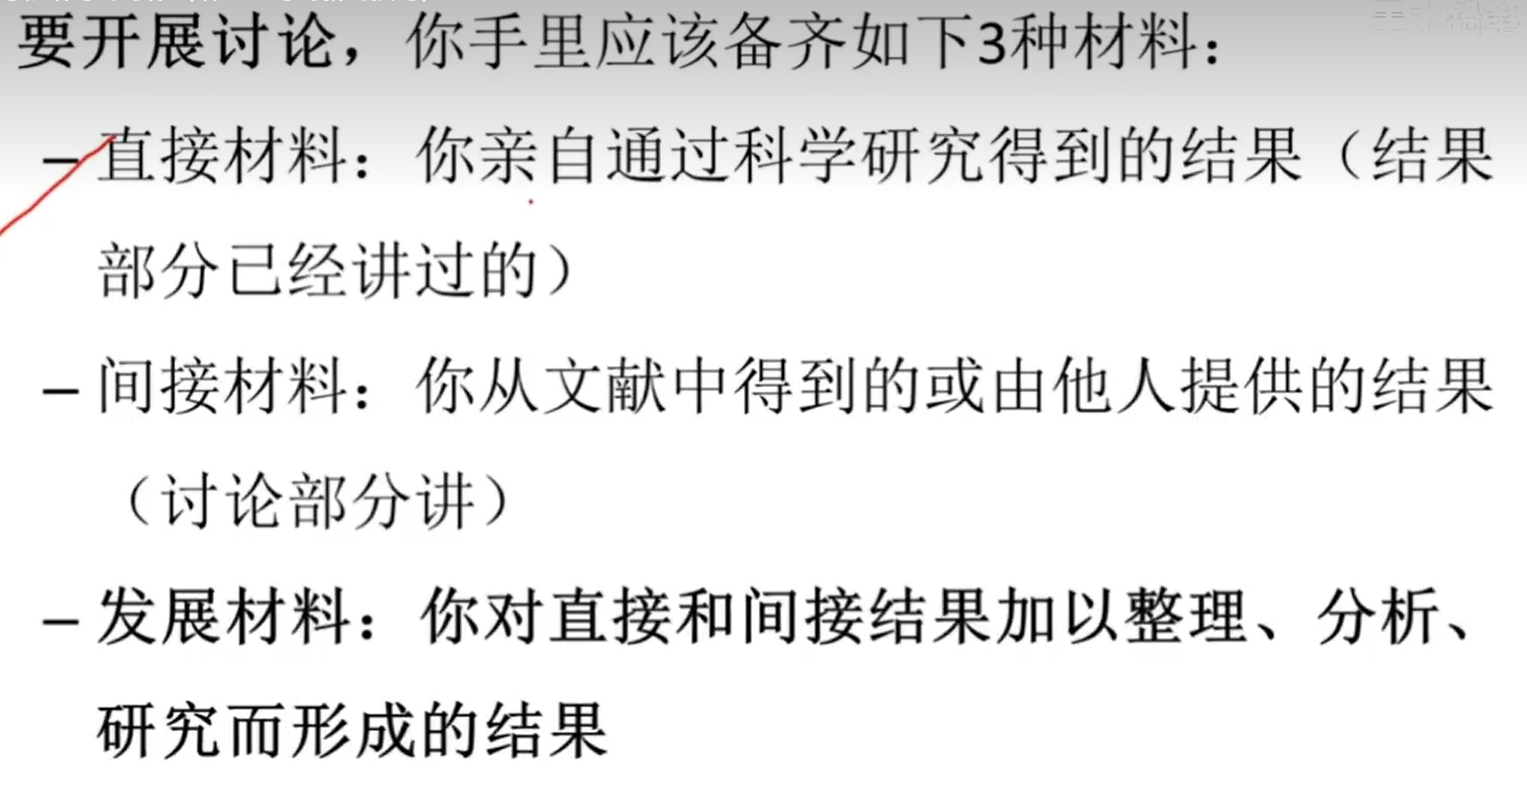 要开展讨论，你手里应该备齐如下3种材料：
– 直接材料：你亲自通过科学研究得到的结果（结果
部分已经讲过的）
– 间接材料：你从文献中得到的或由他人提供的结果
（讨论部分讲）
– 发展材料：你对直接和间接结果加以整理、分析、
研究而形成的结果